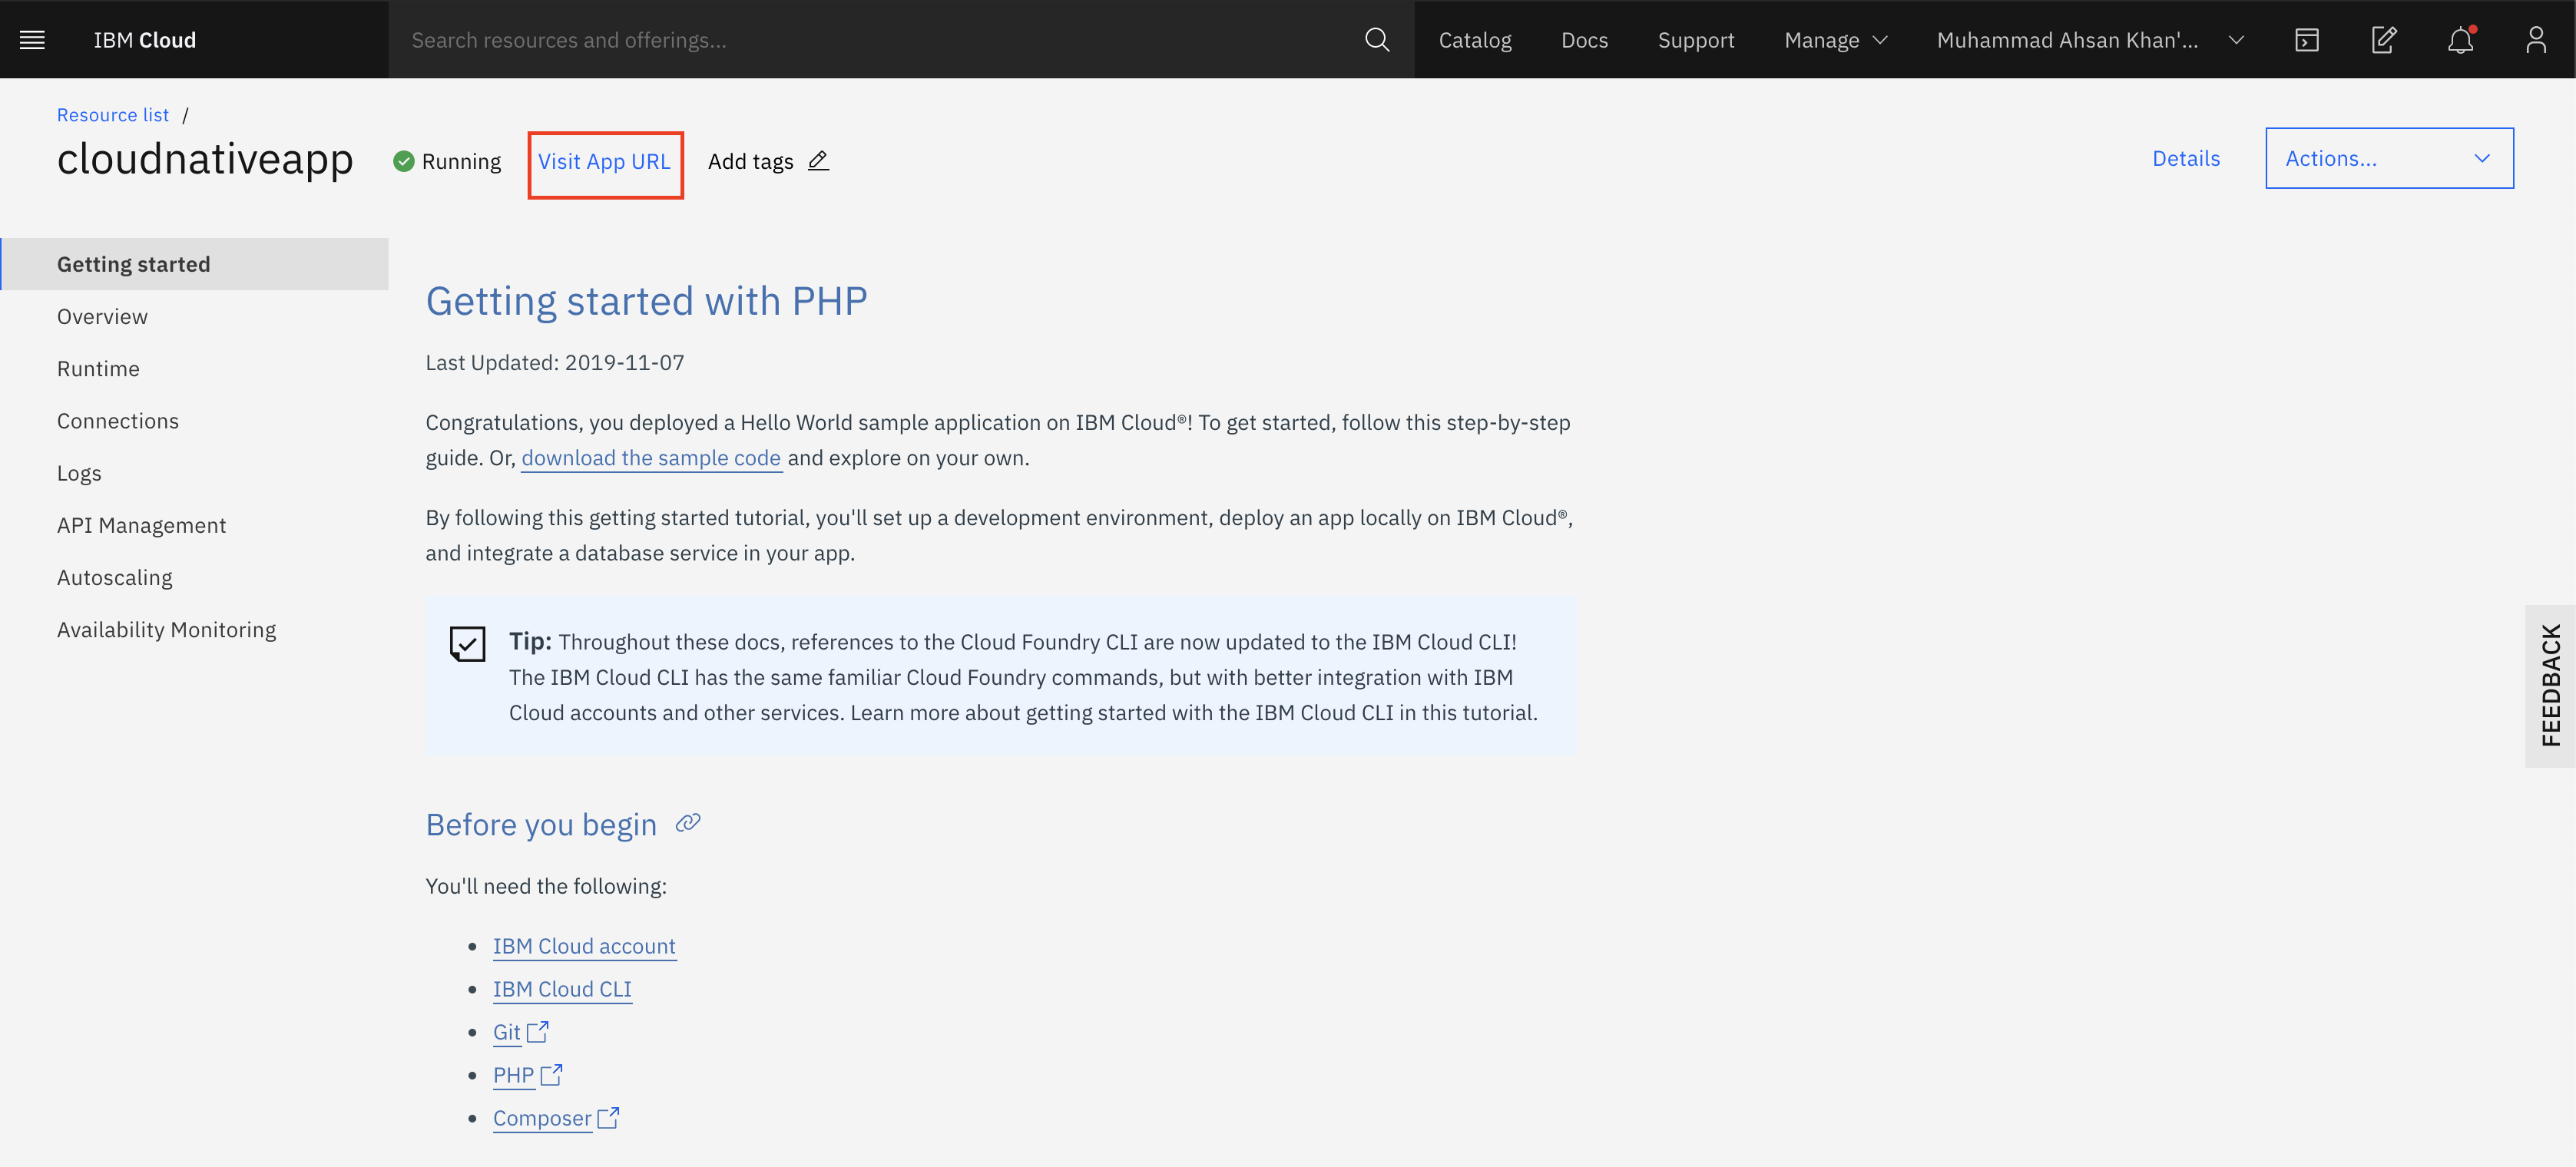 IBM Cloud
Search resources and offerings...
Catalog
Docs
Support
Manage
Muhammad Ahsan Khan'...
Resource list /
cloudnativeapp
Running
Visit App URL
Add tags
Details
Actions...
Getting started
Overview
Runtime
Connections
Logs
API Management
Autoscaling
Availability Monitoring
Getting started with PHP
Last Updated: 2019-11-07
Congratulations, you deployed a Hello World sample application on IBM Cloud®! To get started, follow this step-by-step
guide. Or, download the sample code and explore on your own.
By following this getting started tutorial, you'll set up a development environment, deploy an app locally on IBM Cloud®,
and integrate a database service in your app.
Tip: Throughout these docs, references to the Cloud Foundry CLI are now updated to the IBM Cloud CLI!
The IBM Cloud CLI has the same familiar Cloud Foundry commands, but with better integration with IBM
Cloud accounts and other services. Learn more about getting started with the IBM Cloud CLI in this tutorial.
Before you begin
You'll need the following:
• IBM Cloud account
• IBM Cloud CLI
• Git
• PHP
• Composer
FEEDBACK